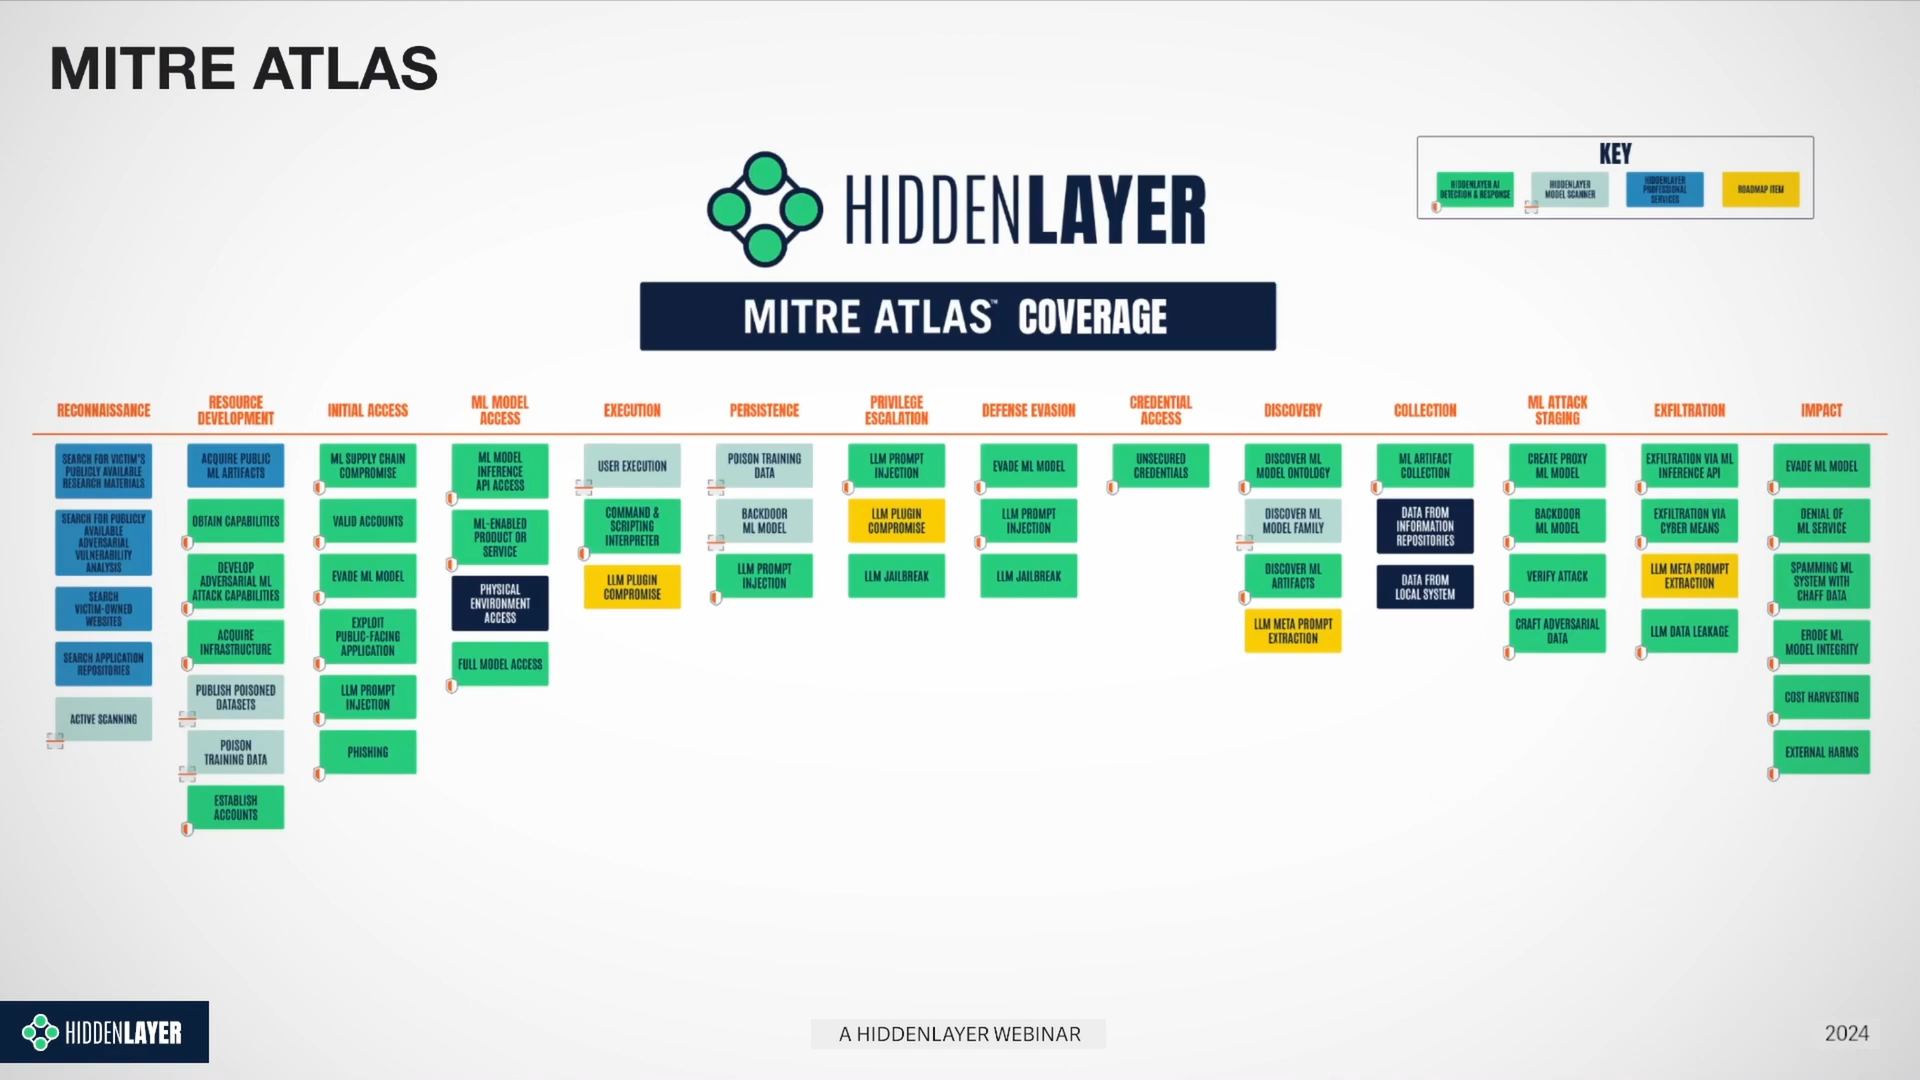 MITRE ATLAS
HIDDENLAYER
KEY
HIDDENLAYER AI
DETECTION & RESPONSE
HIDDENLAYER
MODEL SCANNER
HIDDENLAYER
PROFESSIONAL
SERVICES
ROADMAP ITEM
MITRE ATLAS™ COVERAGE
RECONNAISSANCE
SEARCH FOR VICTIM'S
PUBLICLY AVAILABLE
RESEARCH MATERIALS
SEARCH FOR PUBLICLY
AVAILABLE
ADVERSARIAL
VULNERABILITY
ANALYSIS
SEARCH
VICTIM-OWNED
WEBSITES
SEARCH APPLICATION
REPOSITORIES
ACTIVE SCANNING
RESOURCE
DEVELOPMENT
ACQUIRE PUBLIC
ML ARTIFACTS
OBTAIN CAPABILITIES
DEVELOP
ADVERSARIAL ML
ATTACK CAPABILITIES
ACQUIRE
INFRASTRUCTURE
PUBLISH POISONED
DATASETS
POISON
TRAINING DATA
ESTABLISH
ACCOUNTS
INITIAL ACCESS
ML SUPPLY CHAIN
COMPROMISE
VALID ACCOUNTS
EVADE ML MODEL
EXPLOIT
PUBLIC-FACING
APPLICATION
LLM PROMPT
INJECTION
PHISHING
ML MODEL
ACCESS
ML MODEL
INFERENCE
API ACCESS
ML-ENABLED
PRODUCT OR
SERVICE
PHYSICAL
ENVIRONMENT
ACCESS
FULL MODEL ACCESS
EXECUTION
USER EXECUTION
COMMAND &
SCRIPTING
INTERPRETER
LLM PLUGIN
COMPROMISE
PERSISTENCE
POISON TRAINING
DATA
BACKDOOR
ML MODEL
LLM PROMPT
INJECTION
PRIVILEGE
ESCALATION
LLM PROMPT
INJECTION
LLM PLUGIN
COMPROMISE
LLM JAILBREAK
DEFENSE EVASION
EVADE ML MODEL
LLM PROMPT
INJECTION
LLM JAILBREAK
CREDENTIAL
ACCESS
UNSECURED
CREDENTIALS
DISCOVERY
DISCOVER ML
MODEL ONTOLOGY
DISCOVER ML
MODEL FAMILY
DISCOVER ML
ARTIFACTS
LLM META PROMPT
EXTRACTION
COLLECTION
ML ARTIFACT
COLLECTION
DATA FROM
INFORMATION
REPOSITORIES
DATA FROM
LOCAL SYSTEM
ML ATTACK
STAGING
CREATE PROXY
ML MODEL
BACKDOOR
ML MODEL
VERIFY ATTACK
CRAFT ADVERSARIAL
DATA
EXFILTRATION
EXFILTRATION VIA ML
INFERENCE API
EXFILTRATION VIA
CYBER MEANS
LLM META PROMPT
EXTRACTION
LLM DATA LEAKAGE
IMPACT
EVADE ML MODEL
DENIAL OF
ML SERVICE
SPAMMING ML
SYSTEM WITH
CHAFF DATA
ERODE ML
MODEL INTEGRITY
COST HARVESTING
EXTERNAL HARMS
HIDDENLAYER
A HIDDENLAYER WEBINAR
2024